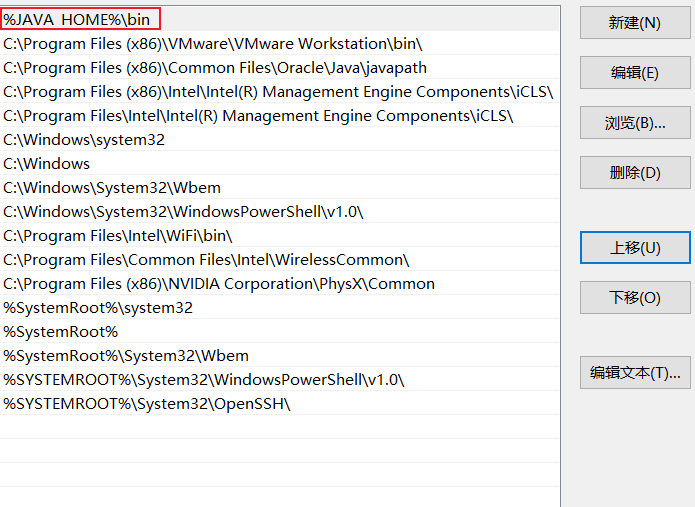 %JAVA_HOME%\bin
C:\Program Files (x86)\VMware\VMware Workstation\bin\
C:\Program Files (x86)\Common Files\Oracle\Java\javapath
C:\Program Files (x86)\Intel\Intel(R) Management Engine Components\iCLS\
C:\Program Files\Intel\Intel(R) Management Engine Components\iCLS\
C:\Windows\system32
C:\Windows
C:\Windows\System32\Wbem
C:\Windows\System32\WindowsPowerShell\v1.0\
C:\Program Files\Intel\WiFi\bin\
C:\Program Files\Common Files\Intel\WirelessCommon\
C:\Program Files (x86)\NVIDIA Corporation\PhysX\Common
%SystemRoot%\system32
%SystemRoot%
%SystemRoot%\System32\Wbem
%SYSTEMROOT%\System32\WindowsPowerShell\v1.0\
%SYSTEMROOT%\System32\OpenSSH\
新建(N)
编辑(E)
浏览(B)...
删除(D)
上移(U)
下移(O)
编辑文本(T)...